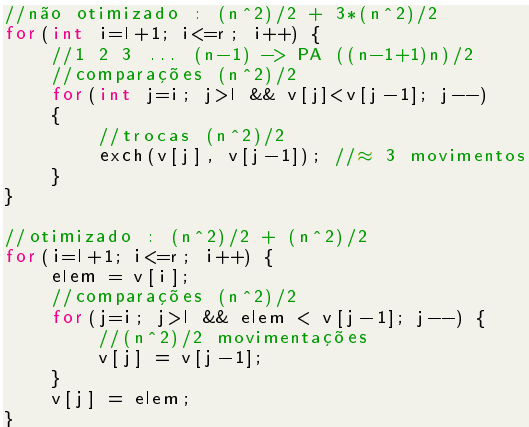 //não otimizado : (n^2)/2 + 3*(n^2)/2
for(int i=l+1; i<=r; i++) {
//1 2 3 ... (n-1) -> PA ((n-1+1)n)/2
//comparações (n^2)/2
for(int j=i; j>l && v[j]<v[j-1]; j--)
{
//trocas (n^2)/2
exch(v[j], v[j-1]); //≈ 3 movimentos
}
}
//otimizado : (n^2)/2 + (n^2)/2
for(i=l+1; i<=r; i++) {
elem = v[i];
//comparações (n^2)/2
for(j=i; j>l && elem < v[j-1]; j--) {
//(n^2)/2 movimentações
v[j] = v[j-1];
}
v[j] = elem;
}